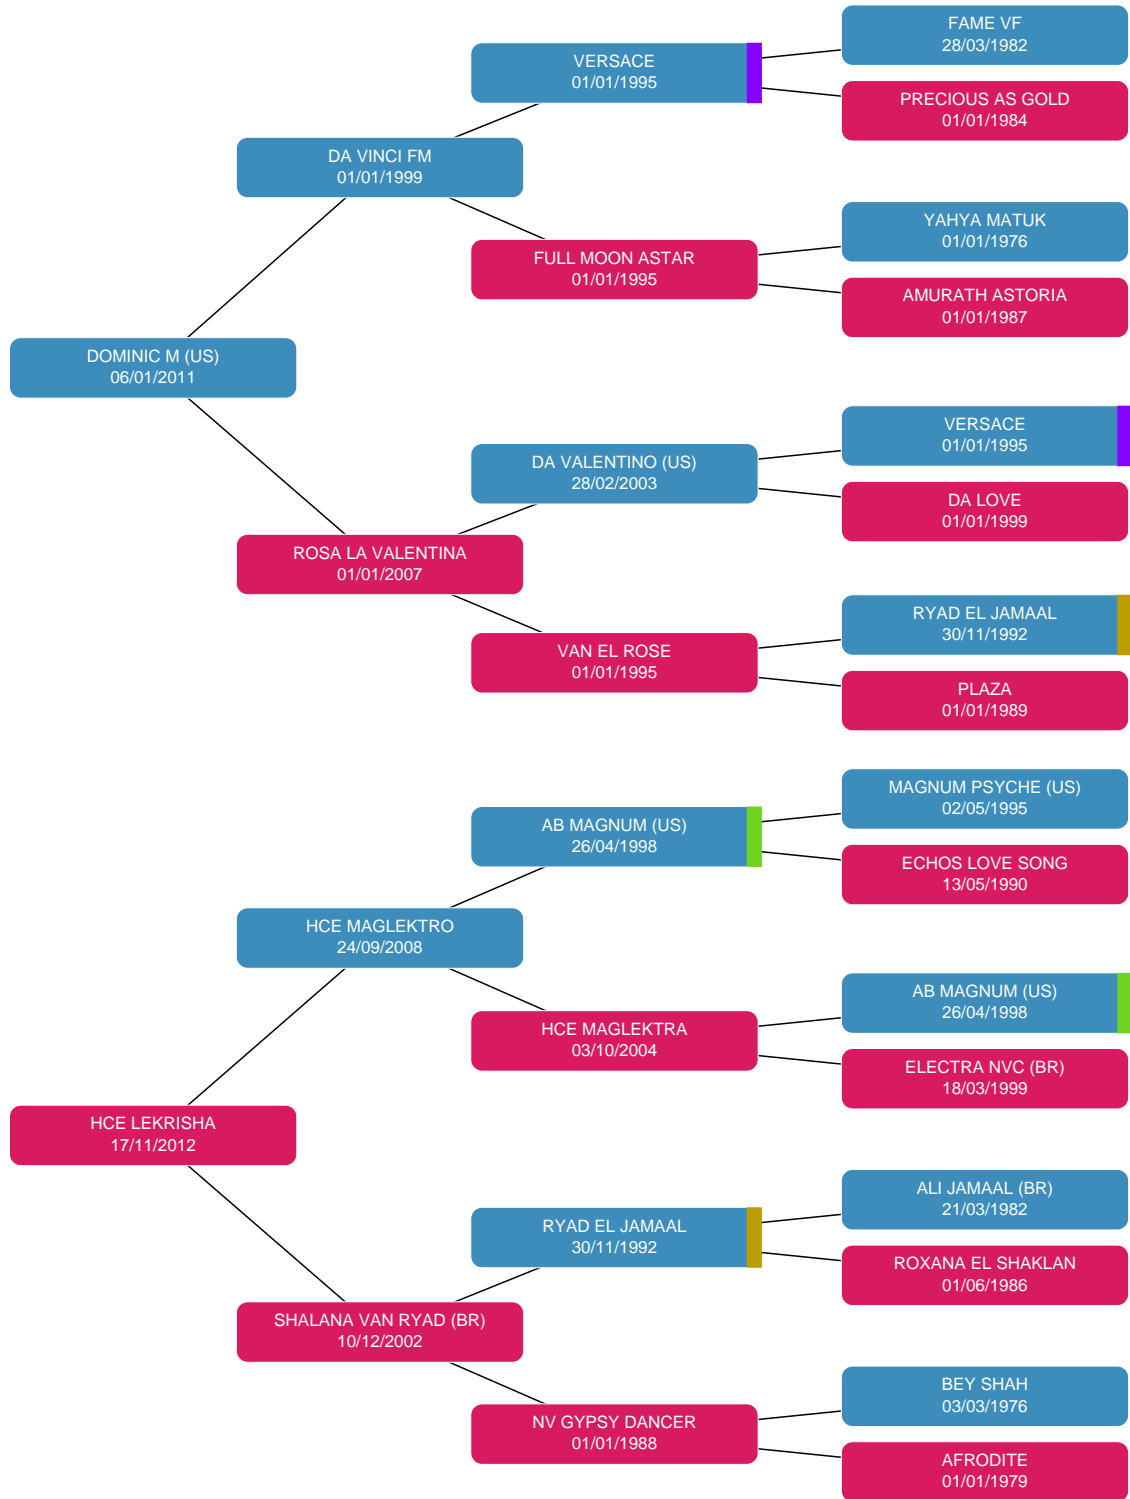 FAME VF
28/03/1982
VERSACE
01/01/1995
PRECIOUS AS GOLD
01/01/1984
DA VINCI FM
01/01/1999
YAHYA MATUK
01/01/1976
FULL MOON ASTAR
01/01/1995
AMURATH ASTORIA
01/01/1987
DOMINIC M (US)
06/01/2011
VERSACE
01/01/1995
DA VALENTINO (US)
28/02/2003
DA LOVE
01/01/1999
ROSA LA VALENTINA
01/01/2007
RYAD EL JAMAAL
30/11/1992
VAN EL ROSE
01/01/1995
PLAZA
01/01/1989
MAGNUM PSYCHE (US)
02/05/1995
AB MAGNUM (US)
26/04/1998
ECHOS LOVE SONG
13/05/1990
HCE MAGLEKTRO
24/09/2008
AB MAGNUM (US)
26/04/1998
HCE MAGLEKTRA
03/10/2004
ELECTRA NVC (BR)
18/03/1999
HCE LEKRISHA
17/11/2012
ALI JAMAAL (BR)
21/03/1982
RYAD EL JAMAAL
30/11/1992
ROXANA EL SHAKLAN
01/06/1986
SHALANA VAN RYAD (BR)
10/12/2002
BEY SHAH
03/03/1976
NV GYPSY DANCER
01/01/1988
AFRODITE
01/01/1979